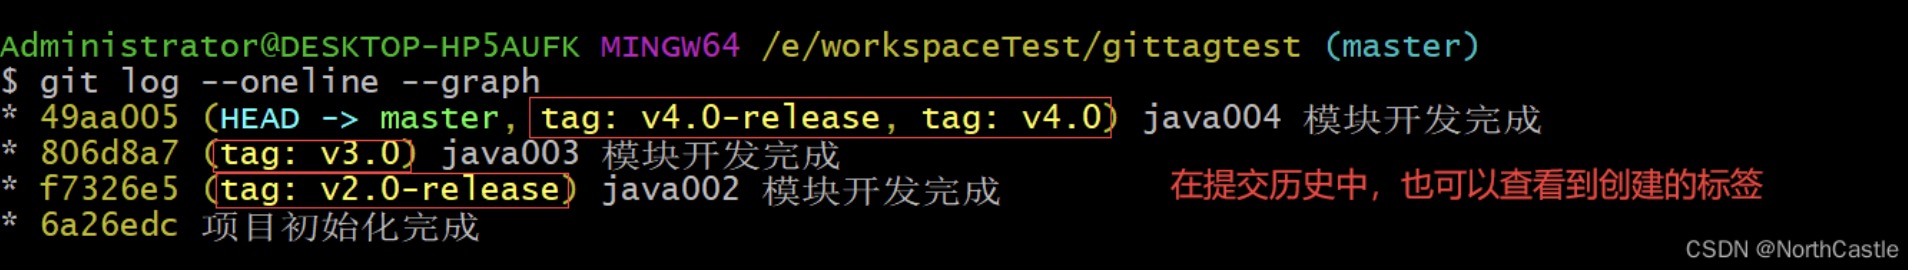 Administrator@DESKTOP-HP5AUFK MINGW64 /e/workspaceTest/gittagtest (master)
$ git log --oneline --graph
* 49aa005 (HEAD -> master, tag: v4.0-release, tag: v4.0) java004 模块开发完成
* 806d8a7 (tag: v3.0) java003 模块开发完成
* f7326e5 (tag: v2.0-release) java002 模块开发完成
在提交历史中，也可以查看到创建的标签
* 6a26edc 项目初始化完成
CSDN @NorthCastle